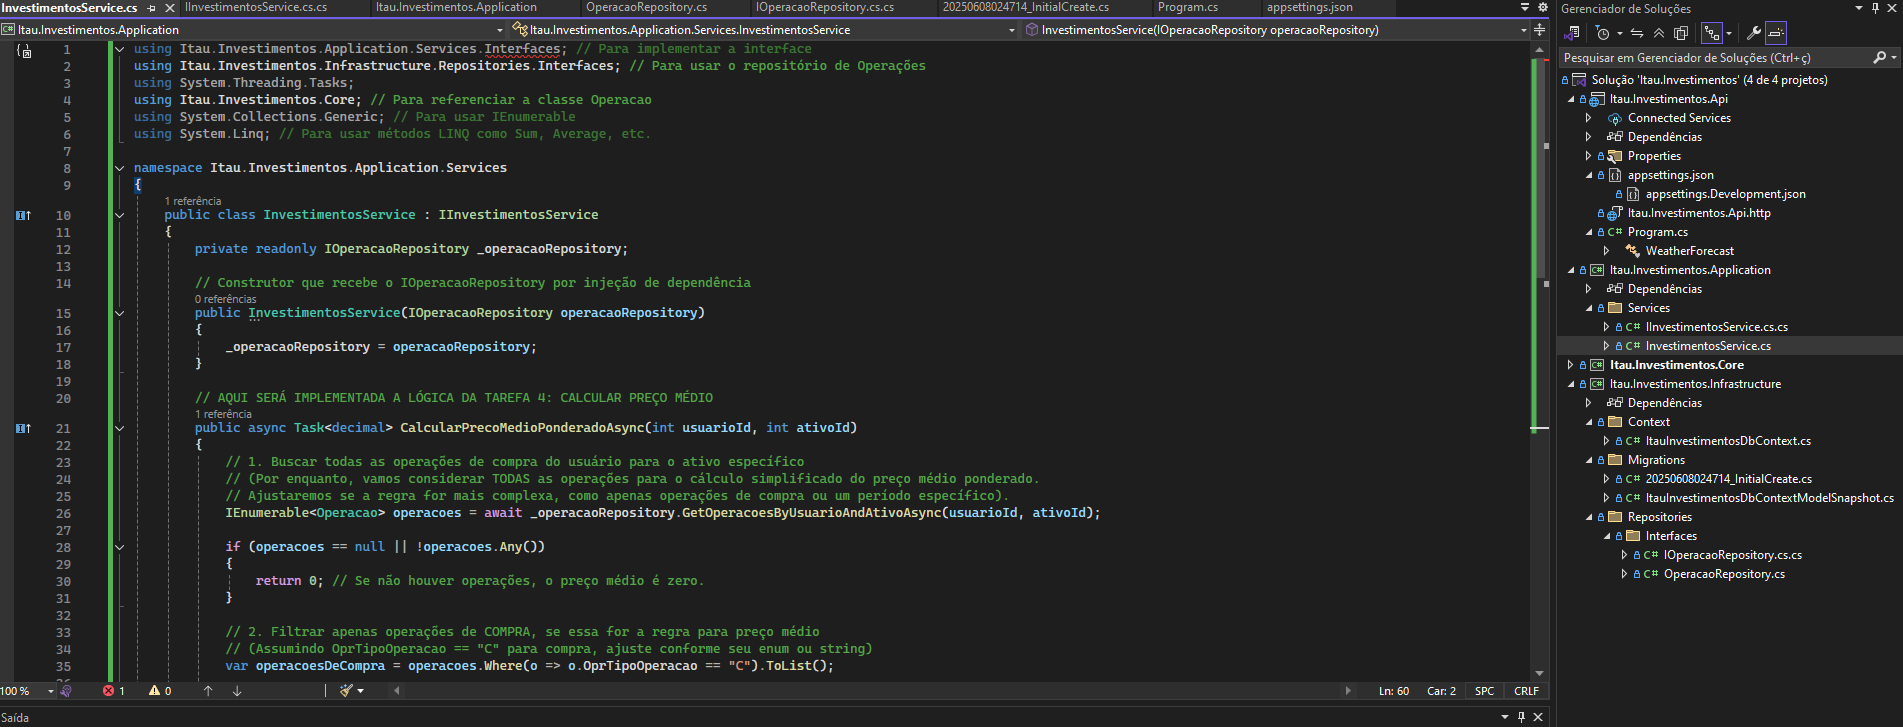 InvestimentosService.cs
IInvestimentosService.cs
Itau.Investimentos.Application
OperacaoRepository.cs
IOperacaoRepository.cs.cs
20250608024714_InitialCreate.cs
Program.cs
appsettings.json
Itau.Investimentos.Application
Itau.Investimentos.Application.Services.InvestimentosService
InvestimentosService(IOperacaoRepository operacaoRepository)
1 using Itau.Investimentos.Application.Services.Interfaces; // Para implementar a interface
2 using Itau.Investimentos.Infrastructure.Repositories.Interfaces; // Para usar o repositório de Operações
3 using System.Threading.Tasks;
4 using Itau.Investimentos.Core; // Para referenciar a classe Operacao
5 using System.Collections.Generic; // Para usar IEnumerable
6 using System.Linq; // Para usar métodos LINQ como Sum, Average, etc.
7
8 namespace Itau.Investimentos.Application.Services
9 {
1 referência
10 public class InvestimentosService : IInvestimentosService
11 {
12 private readonly IOperacaoRepository _operacaoRepository;
13
14 // Construtor que recebe o IOperacaoRepository por injeção de dependência
0 referências
15 public InvestimentosService(IOperacaoRepository operacaoRepository)
16 {
17 _operacaoRepository = operacaoRepository;
18 }
19
20 // AQUI SERÁ IMPLEMENTADA A LÓGICA DA TAREFA 4: CALCULAR PREÇO MÉDIO
1 referência
21 public async Task<decimal> CalcularPrecoMedioPonderadoAsync(int usuarioId, int ativoId)
22 {
23 // 1. Buscar todas as operações de compra do usuário para o ativo específico
24 // (Por enquanto, vamos considerar TODAS as operações para o cálculo simplificado do preço médio ponderado.
25 // Ajustaremos se a regra for mais complexa, como apenas operações de compra ou um período específico).
26 IEnumerable<Operacao> operacoes = await _operacaoRepository.GetOperacoesByUsuarioAndAtivoAsync(usuarioId, ativoId);
27
28 if (operacoes == null || !operacoes.Any())
29 {
30 return 0; // Se não houver operações, o preço médio é zero.
31 }
32
33 // 2. Filtrar apenas operações de COMPRA, se essa for a regra para preço médio
34 // (Assumindo OprTipoOperacao == "C" para compra, ajuste conforme seu enum ou string)
35 var operacoesDeCompra = operacoes.Where(o => o.OprTipoOperacao == "C").ToList();
100 %
1
0
Ln: 60
Car: 2
SPC
CRLF
Saída
Gerenciador de Soluções
Pesquisar em Gerenciador de Soluções (Ctrl+ç)
Solução 'Itau.Investimentos' (4 de 4 projetos)
Itau.Investimentos.Api
Connected Services
Dependências
Properties
appsettings.json
appsettings.Development.json
Itau.Investimentos.Api.http
C# Program.cs
WeatherForecast
C# Itau.Investimentos.Application
Dependências
Services
C# IInvestimentosService.cs.cs
C# InvestimentosService.cs
C# Itau.Investimentos.Core
C# Itau.Investimentos.Infrastructure
Dependências
Context
C# ItauInvestimentosDbContext.cs
Migrations
C# 20250608024714_InitialCreate.cs
C# ItauInvestimentosDbContextModelSnapshot.cs
Repositories
Interfaces
C# IOperacaoRepository.cs.cs
C# OperacaoRepository.cs